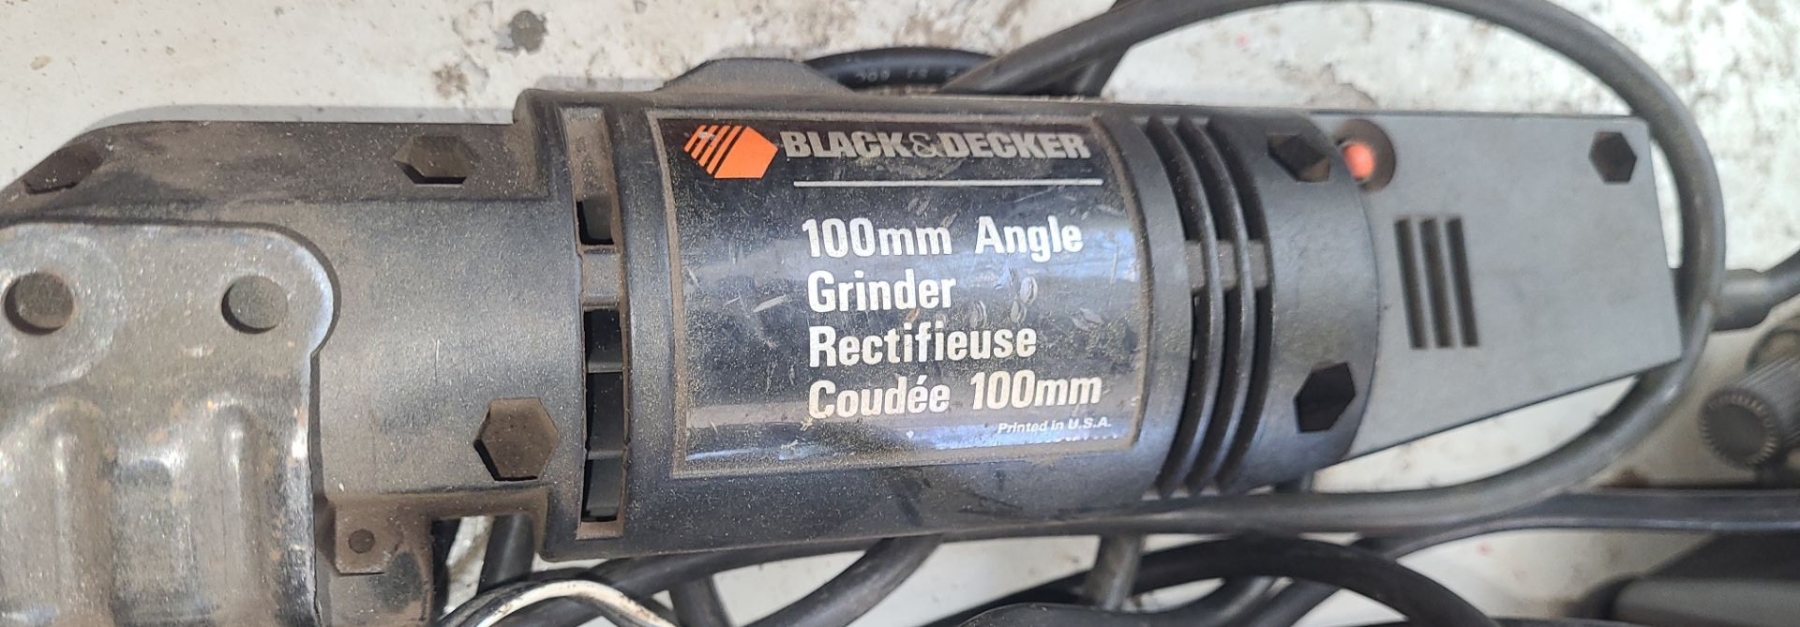 BLACK&DECKER
100mm Angle
Grinder
Rectifieuse
Coudée 100mm
Printed in U.S.A.